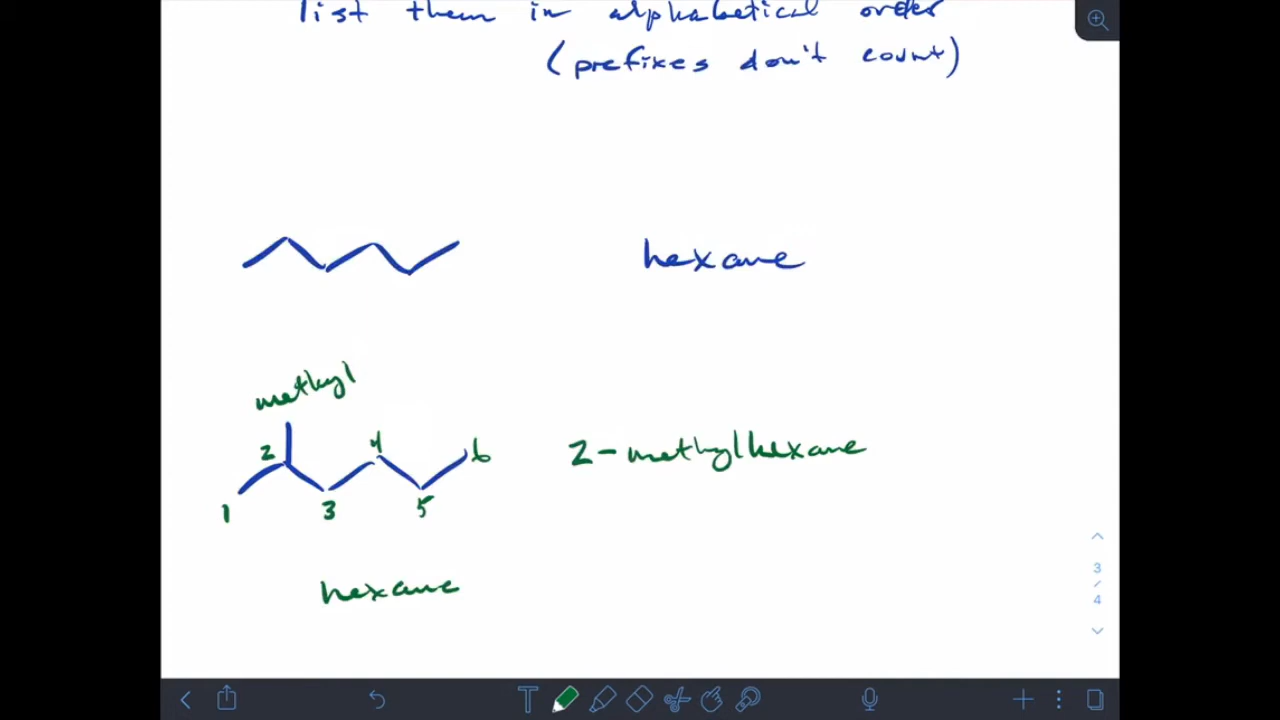 list them in alphabetical order
(prefixes don't count)
hexane
methyl
2 4 6
1 3 5
2-methylhexane
hexane
3
/
4
T